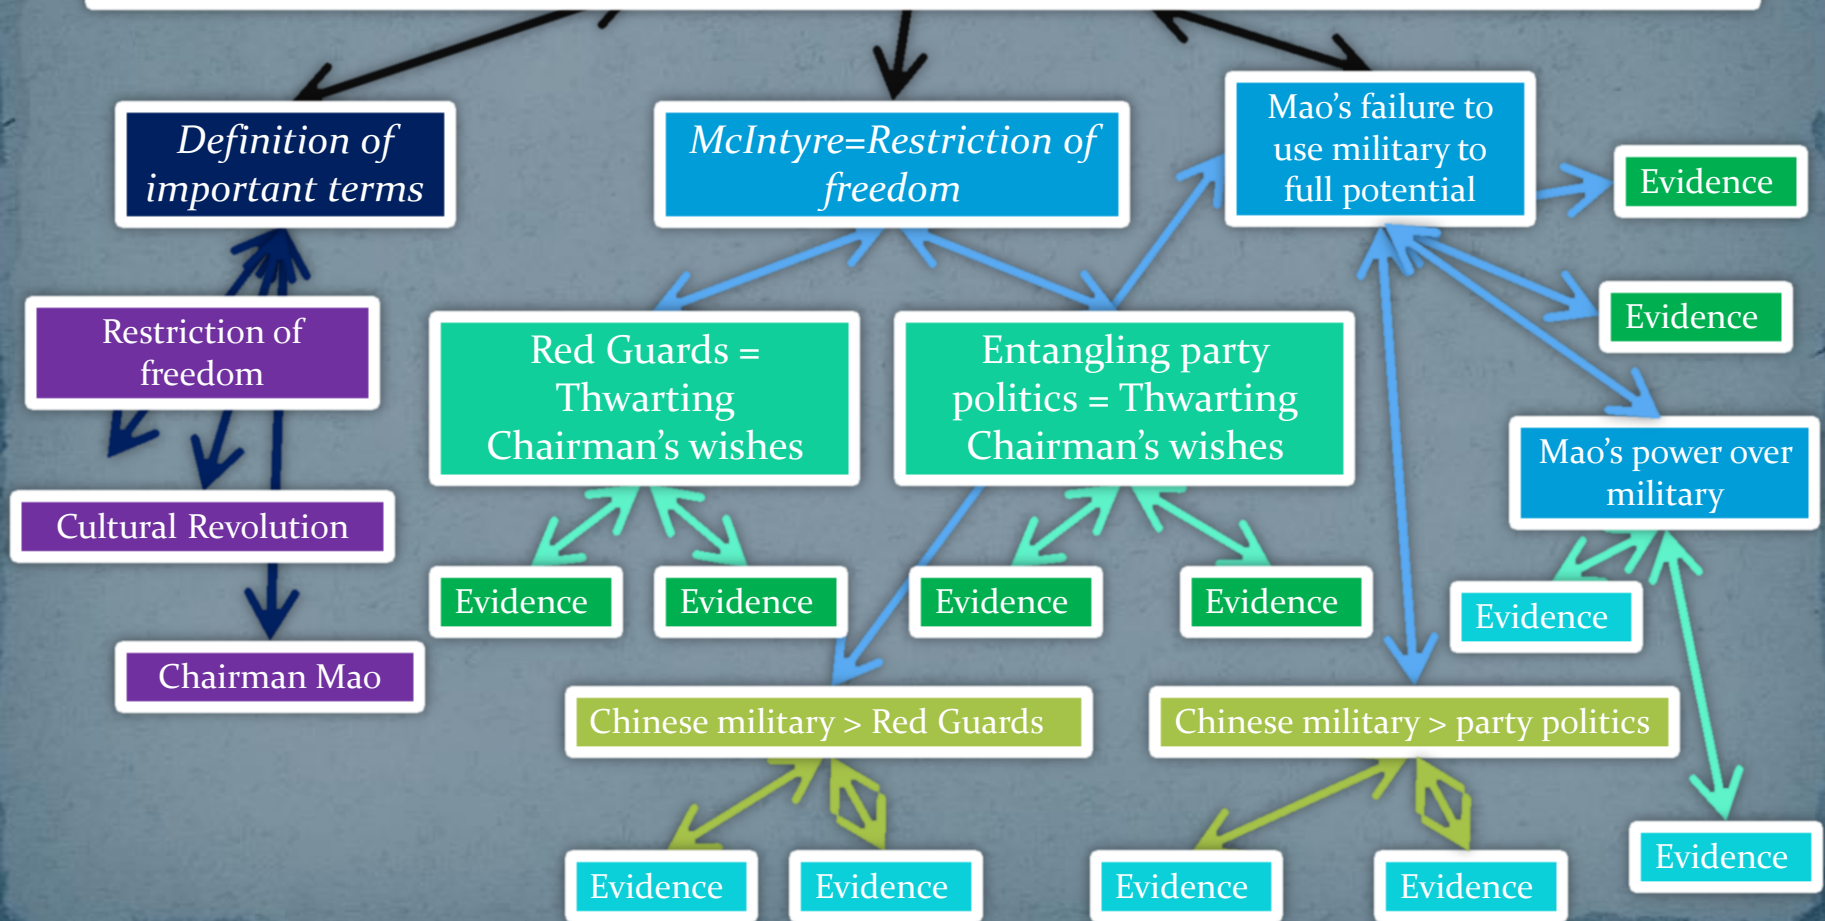 Definition of
important terms
McIntyre=Restriction of
freedom
Mao's failure to
use military to
full potential
Evidence
Restriction of
freedom
Red Guards =
Thwarting
Chairman's wishes
Entangling party
politics = Thwarting
Chairman's wishes
Evidence
Mao's power over
military
Cultural Revolution
Evidence
Evidence
Evidence
Evidence
Evidence
Chairman Mao
Chinese military > Red Guards
Chinese military > party politics
Evidence
Evidence
Evidence
Evidence
Evidence